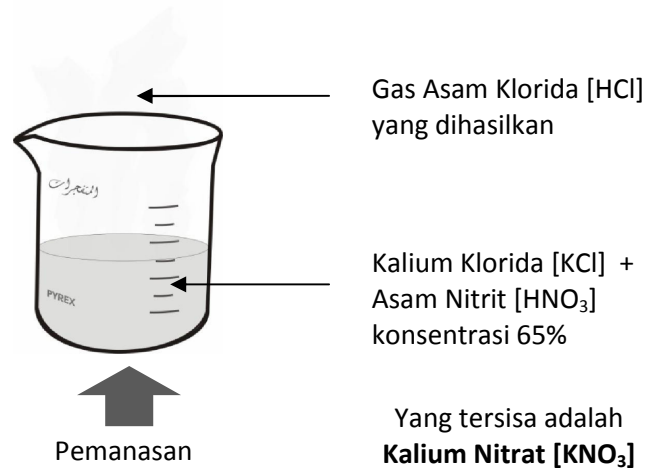 Gas Asam Klorida [HCl]
yang dihasilkan
المتفجرات
Kalium Klorida [KCl] +
Asam Nitrit [HNO₃]
konsentrasi 65%
PYREX
Pemanasan
Yang tersisa adalah
Kalium Nitrat [KNO₃]